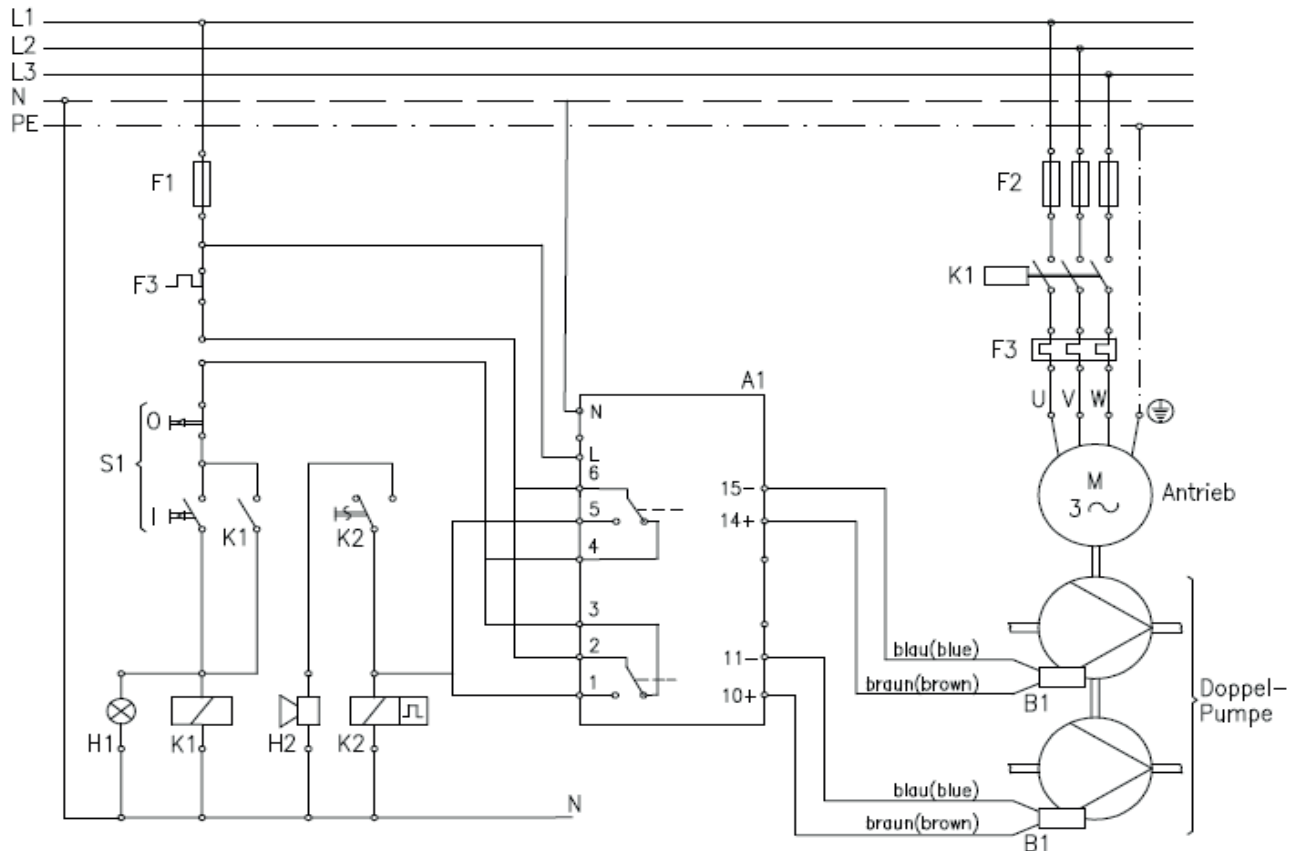 L1
L2
L3
N
PE
F1
F2
F3
K1
F3
A1
U V W
N
L
6
5
4
3
2
1
15-
14+
11-
10+
S1
O
I
K1
K2
M
3~
Antrieb
blau(blue)
braun(brown)
B1
Doppel-
Pumpe
H1
K1
H2
K2
N
blau(blue)
braun(brown)
B1